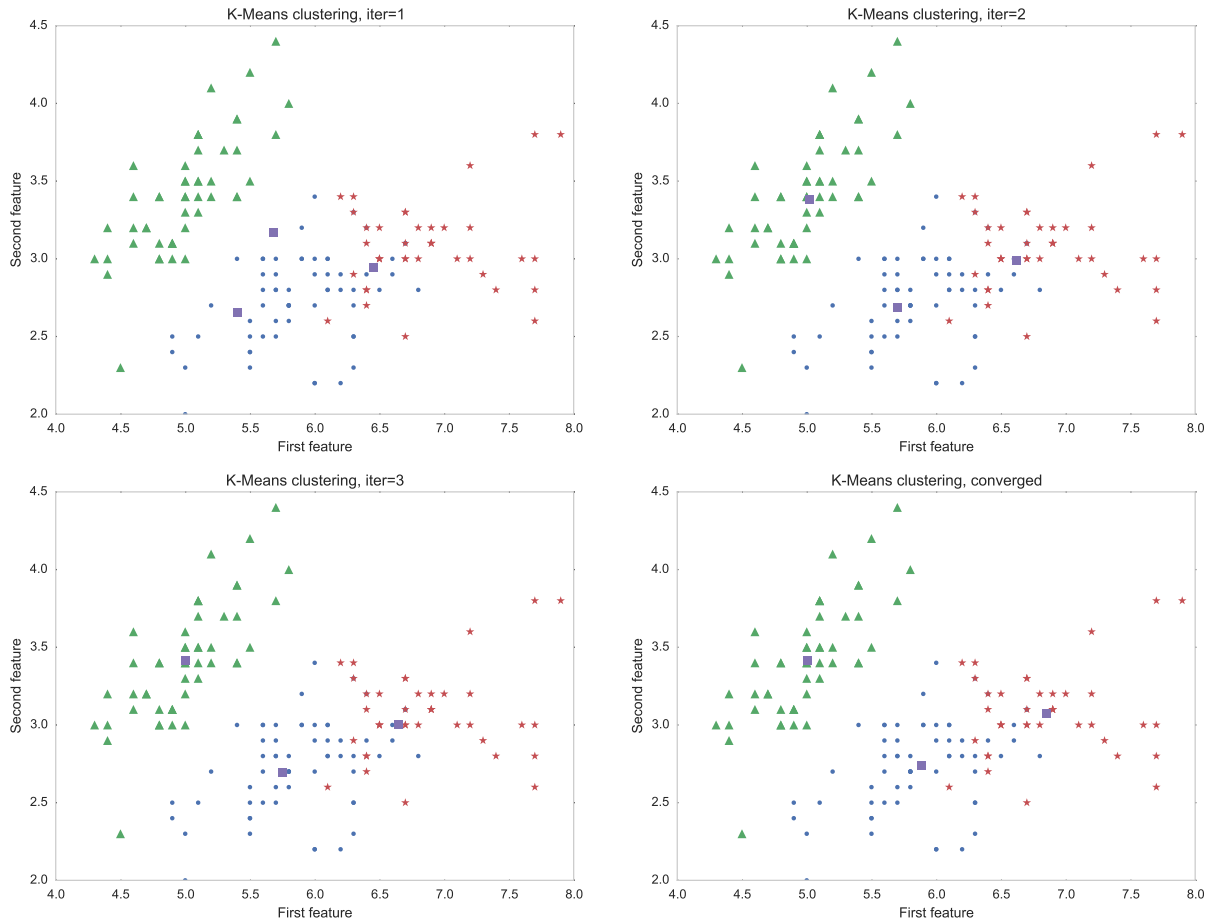 K-Means clustering, iter=1
4.5
4.0
3.5
3.0
2.5
2.0
Second feature
4.0 4.5 5.0 5.5 6.0 6.5 7.0 7.5 8.0
First feature
K-Means clustering, iter=2
4.5
4.0
3.5
3.0
2.5
2.0
Second feature
4.0 4.5 5.0 5.5 6.0 6.5 7.0 7.5 8.0
First feature
K-Means clustering, iter=3
4.5
4.0
3.5
3.0
2.5
2.0
Second feature
4.0 4.5 5.0 5.5 6.0 6.5 7.0 7.5 8.0
First feature
K-Means clustering, converged
4.5
4.0
3.5
3.0
2.5
2.0
Second feature
4.0 4.5 5.0 5.5 6.0 6.5 7.0 7.5 8.0
First feature